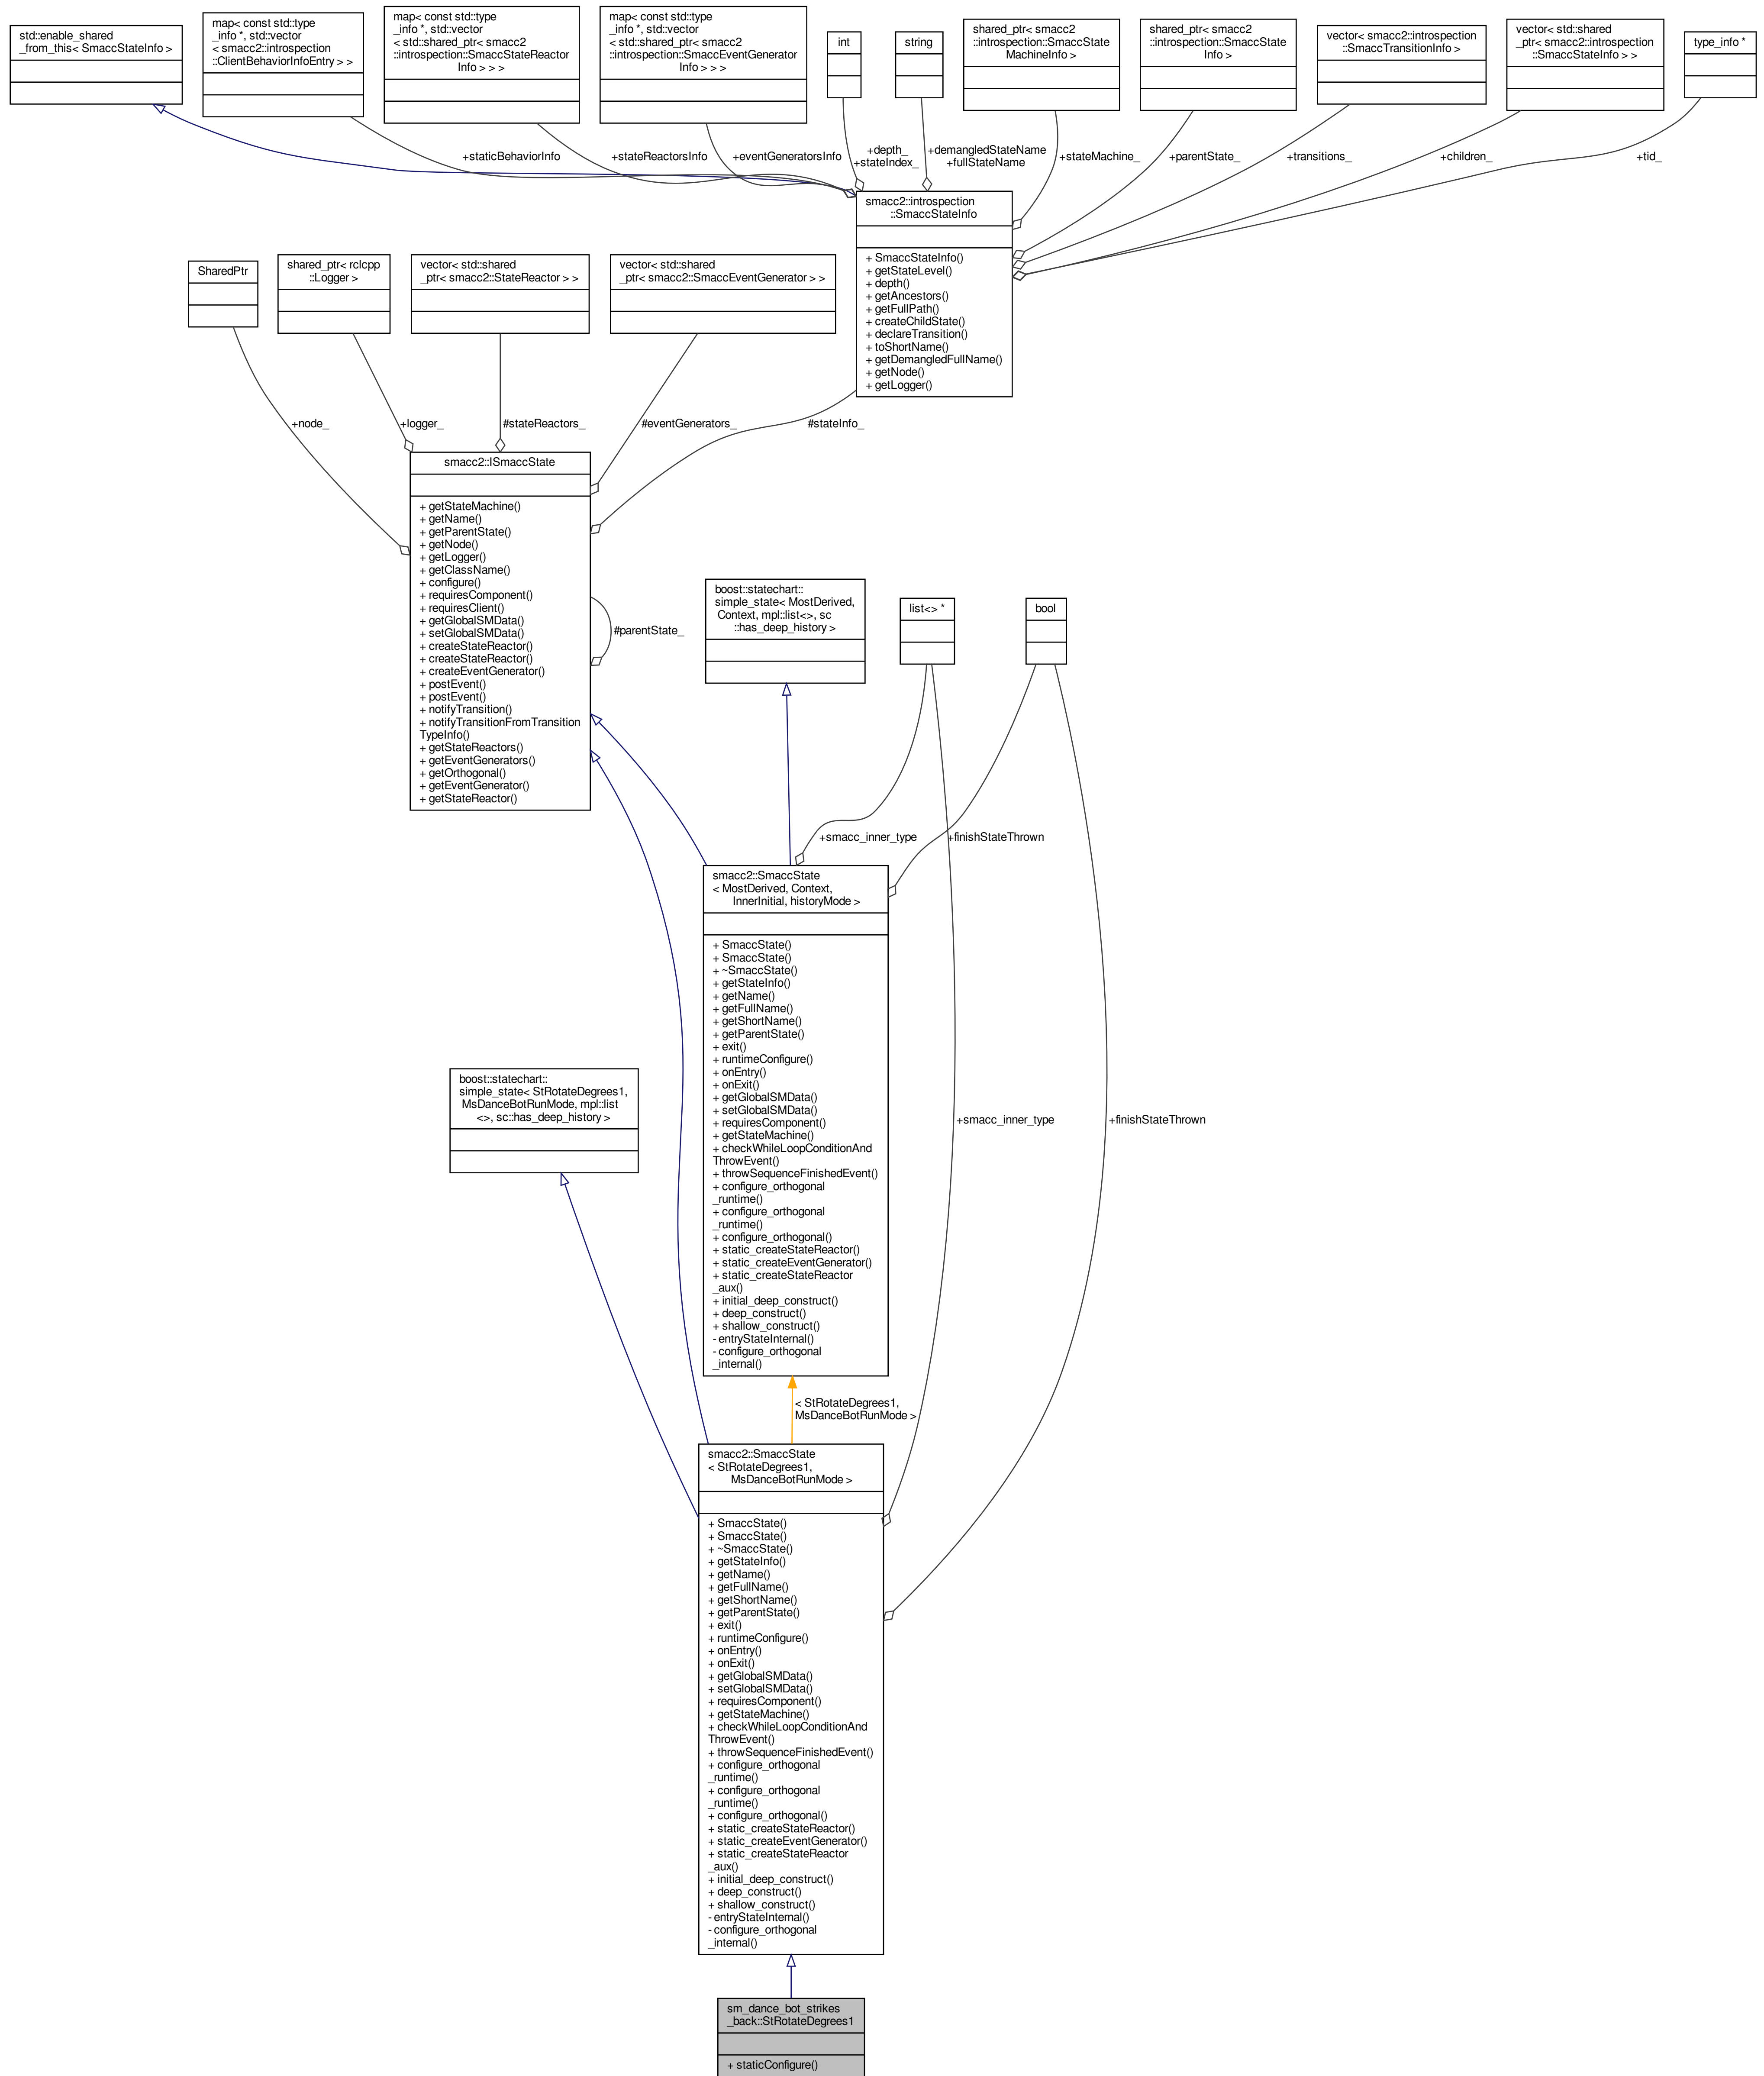 std::enable_shared
_from_this< SmaccStateInfo >
map< const std::type
_info *, std::vector
< smacc2::introspection
::ClientBehaviorInfoEntry > >
map< const std::type
_info *, std::vector
< std::shared_ptr< smacc2
::introspection::SmaccStateReactor
Info > > >
map< const std::type
_info *, std::vector
< std::shared_ptr< smacc2
::introspection::SmaccEventGenerator
Info > > >
int
string
shared_ptr< smacc2
::introspection::SmaccState
MachineInfo >
shared_ptr< smacc2
::introspection::SmaccState
Info >
vector< smacc2::introspection
::SmaccTransitionInfo >
vector< std::shared
_ptr< smacc2::introspection
::SmaccStateInfo > >
type_info *
+staticBehaviorInfo
+stateReactorsInfo
+eventGeneratorsInfo
+depth_
+stateIndex_
+demangledStateName
+fullStateName
+stateMachine_
+parentState_
+transitions_
+children_
+tid_
smacc2::introspection
::SmaccStateInfo
+ SmaccStateInfo()
+ getStateLevel()
+ depth()
+ getAncestors()
+ getFullPath()
+ createChildState()
+ declareTransition()
+ toShortName()
+ getDemangledFullName()
+ getNode()
+ getLogger()
SharedPtr
shared_ptr< rclcpp
::Logger >
vector< std::shared
_ptr< smacc2::StateReactor > >
vector< std::shared
_ptr< smacc2::SmaccEventGenerator > >
+node_
+logger_
#stateReactors_
#eventGenerators_
#stateInfo_
smacc2::ISmaccState
+ getStateMachine()
+ getName()
+ getParentState()
+ getNode()
+ getLogger()
+ getClassName()
+ configure()
+ requiresComponent()
+ requiresClient()
+ getGlobalSMData()
+ setGlobalSMData()
+ createStateReactor()
+ createStateReactor()
+ createEventGenerator()
+ postEvent()
+ postEvent()
+ notifyTransition()
+ notifyTransitionFromTransition
TypeInfo()
+ getStateReactors()
+ getEventGenerators()
+ getOrthogonal()
+ getEventGenerator()
+ getStateReactor()
#parentState_
boost::statechart::
simple_state< MostDerived,
Context, mpl::list<>, sc
::has_deep_history >
list<> *
bool
+smacc_inner_type
+finishStateThrown
smacc2::SmaccState
< MostDerived, Context,
InnerInitial, historyMode >
+ SmaccState()
+ SmaccState()
+ ~SmaccState()
+ getStateInfo()
+ getName()
+ getFullName()
+ getShortName()
+ getParentState()
+ exit()
+ runtimeConfigure()
+ onEntry()
+ onExit()
+ getGlobalSMData()
+ setGlobalSMData()
+ requiresComponent()
+ getStateMachine()
+ checkWhileLoopConditionAnd
ThrowEvent()
+ throwSequenceFinishedEvent()
+ configure_orthogonal
_runtime()
+ configure_orthogonal
_runtime()
+ configure_orthogonal()
+ static_createStateReactor()
+ static_createEventGenerator()
+ static_createStateReactor
_aux()
+ initial_deep_construct()
+ deep_construct()
+ shallow_construct()
- entryStateInternal()
- configure_orthogonal
_internal()
boost::statechart::
simple_state< StRotateDegrees1,
MsDanceBotRunMode, mpl::list
<>, sc::has_deep_history >
+smacc_inner_type
+finishStateThrown
< StRotateDegrees1,
MsDanceBotRunMode >
smacc2::SmaccState
< StRotateDegrees1,
MsDanceBotRunMode >
+ SmaccState()
+ SmaccState()
+ ~SmaccState()
+ getStateInfo()
+ getName()
+ getFullName()
+ getShortName()
+ getParentState()
+ exit()
+ runtimeConfigure()
+ onEntry()
+ onExit()
+ getGlobalSMData()
+ setGlobalSMData()
+ requiresComponent()
+ getStateMachine()
+ checkWhileLoopConditionAnd
ThrowEvent()
+ throwSequenceFinishedEvent()
+ configure_orthogonal
_runtime()
+ configure_orthogonal
_runtime()
+ configure_orthogonal()
+ static_createStateReactor()
+ static_createEventGenerator()
+ static_createStateReactor
_aux()
+ initial_deep_construct()
+ deep_construct()
+ shallow_construct()
- entryStateInternal()
- configure_orthogonal
_internal()
sm_dance_bot_strikes
_back::StRotateDegrees1
+ staticConfigure()